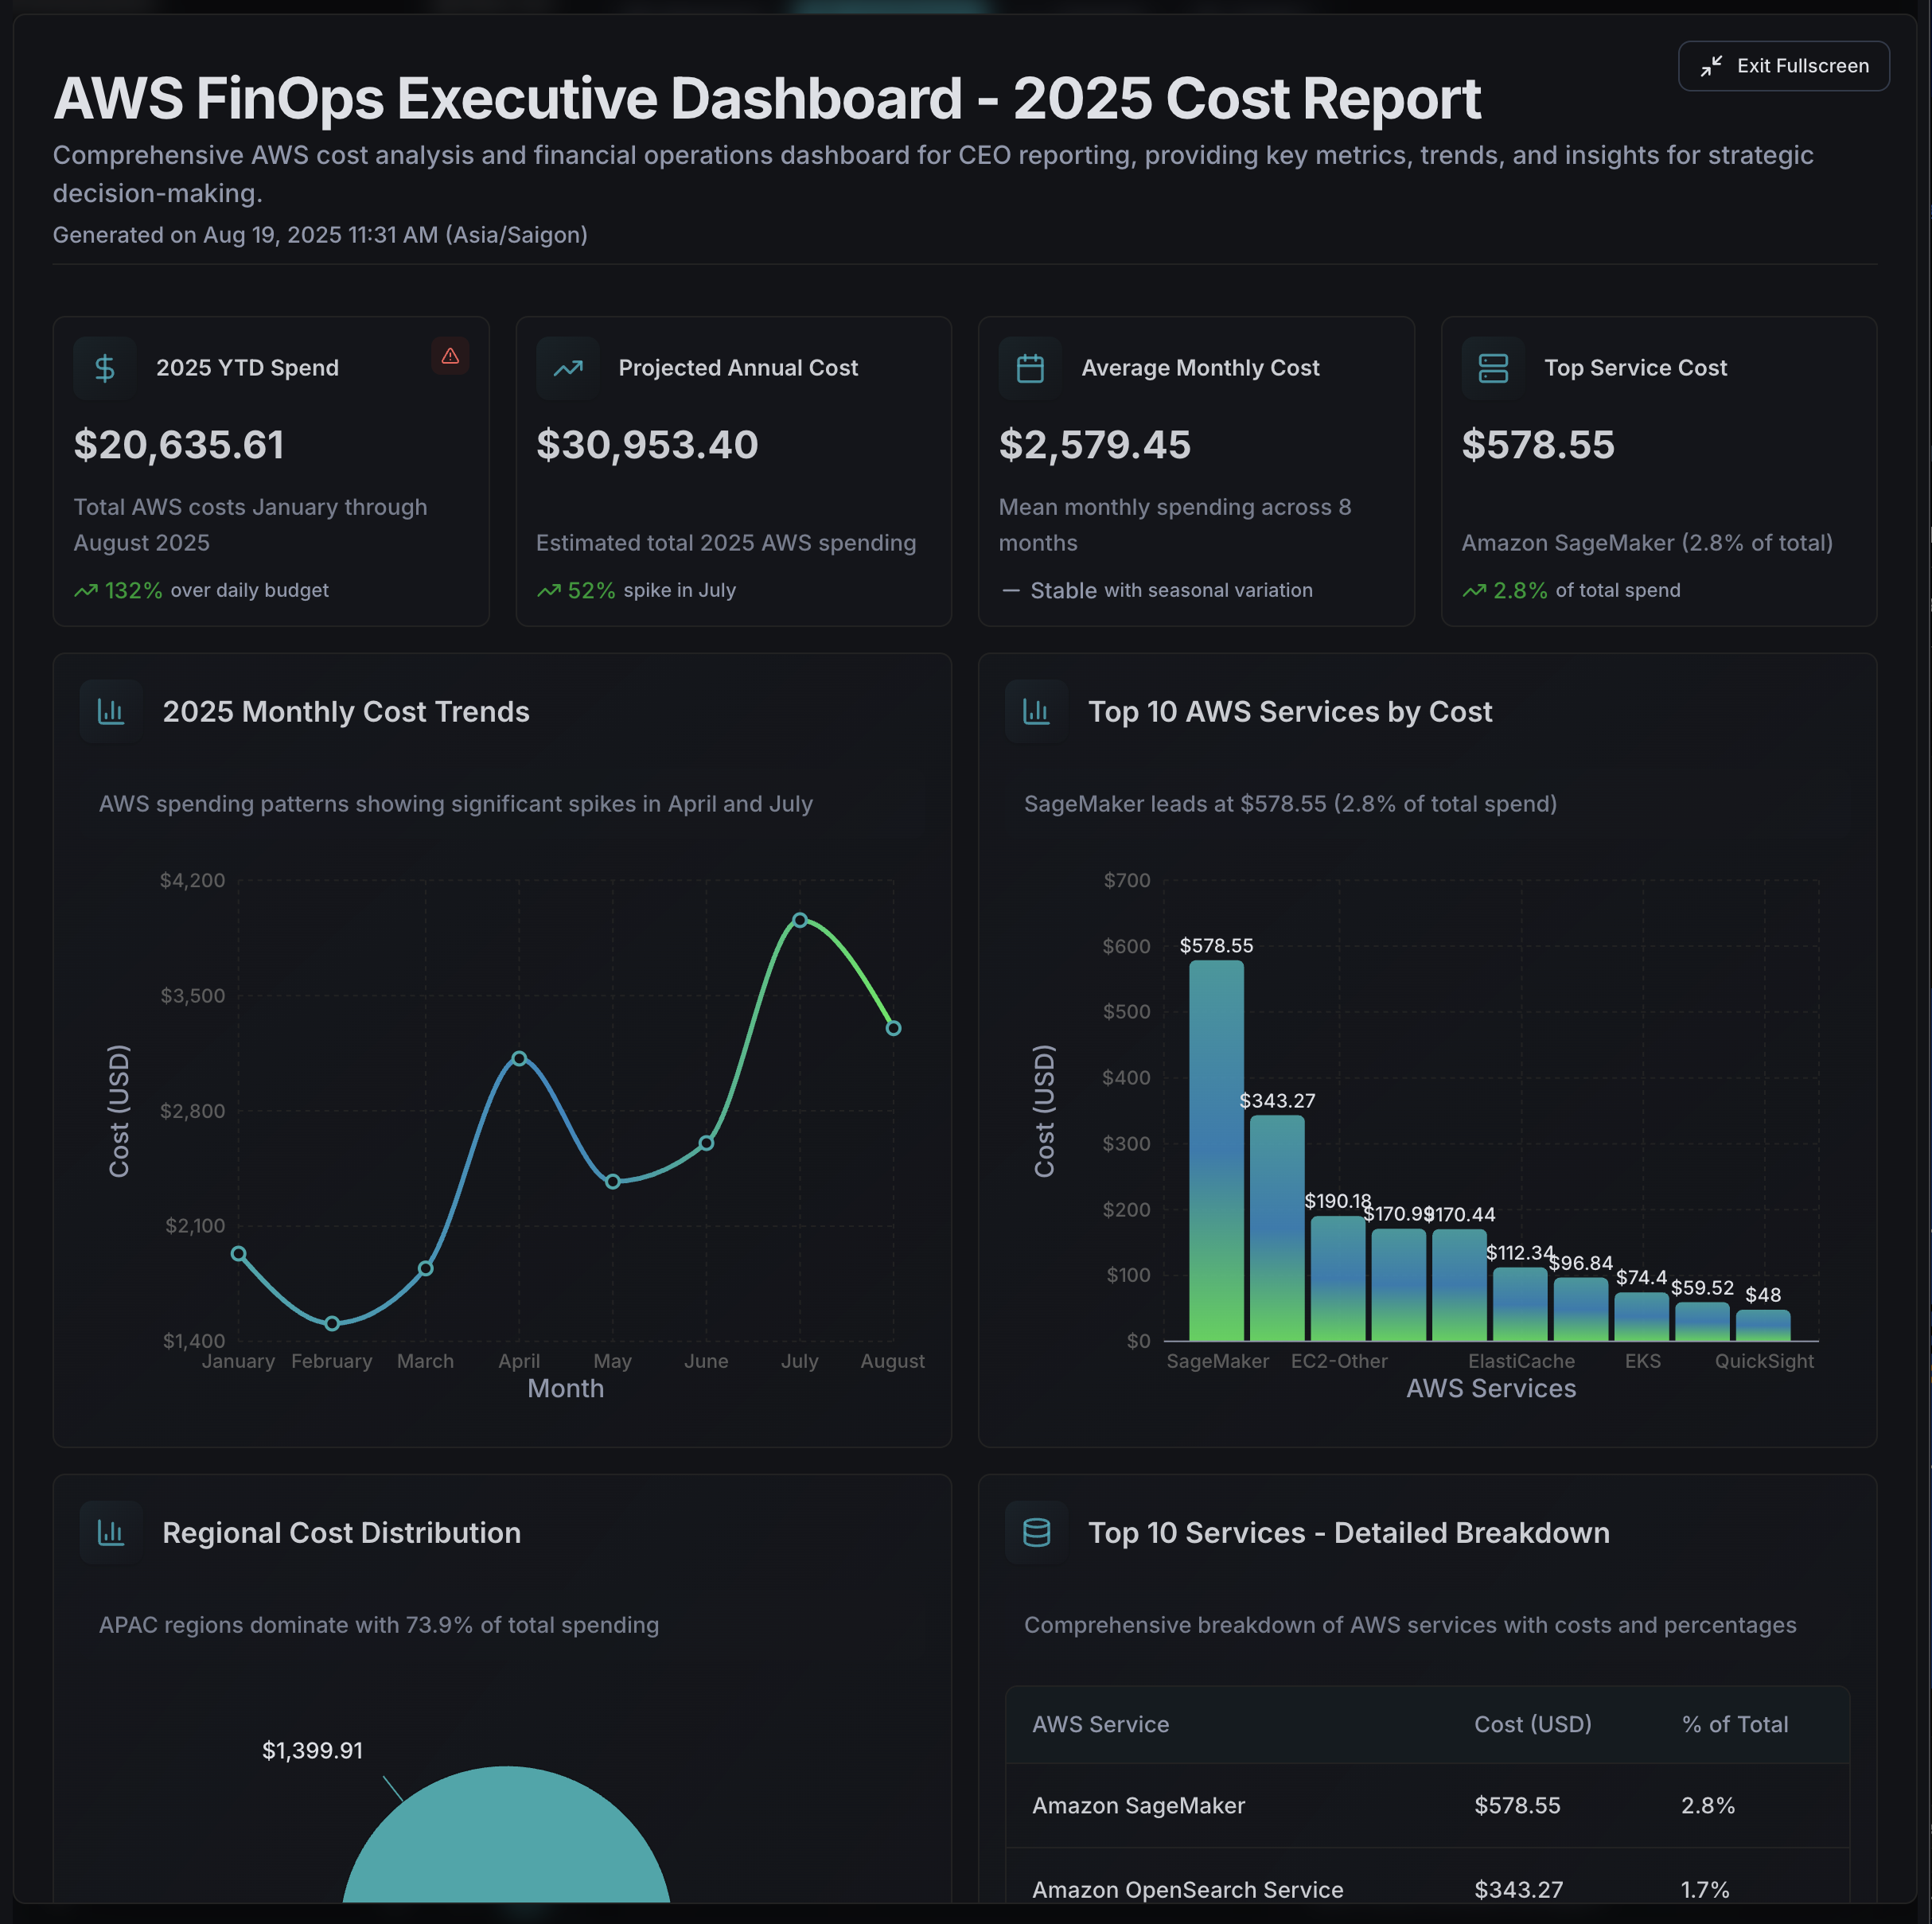 Exit Fullscreen
AWS FinOps Executive Dashboard - 2025 Cost Report
Comprehensive AWS cost analysis and financial operations dashboard for CEO reporting, providing key metrics, trends, and insights for strategic
decision-making.
Generated on Aug 19, 2025 11:31 AM (Asia/Saigon)
2025 YTD Spend
$20,635.61
Total AWS costs January through
August 2025
132% over daily budget
Projected Annual Cost
$30,953.40
Estimated total 2025 AWS spending
52% spike in July
Average Monthly Cost
$2,579.45
Mean monthly spending across 8
months
Stable with seasonal variation
Top Service Cost
$578.55
Amazon SageMaker (2.8% of total)
2.8% of total spend
2025 Monthly Cost Trends
AWS spending patterns showing significant spikes in April and July
$4,200
$3,500
$2,800
$2,100
$1,400
Cost (USD)
January February March April May June July August
Month
Top 10 AWS Services by Cost
SageMaker leads at $578.55 (2.8% of total spend)
$700
$600
$500
$400
$300
$200
$100
$0
Cost (USD)
$578.55
$343.27
$190.18
$170.99
$170.44
$112.34
$96.84
$74.4
$59.52
$48
SageMaker EC2-Other ElastiCache EKS QuickSight
AWS Services
Regional Cost Distribution
APAC regions dominate with 73.9% of total spending
$1,399.91
Top 10 Services - Detailed Breakdown
Comprehensive breakdown of AWS services with costs and percentages
AWS Service Cost (USD) % of Total
Amazon SageMaker $578.55 2.8%
Amazon OpenSearch Service $343.27 1.7%